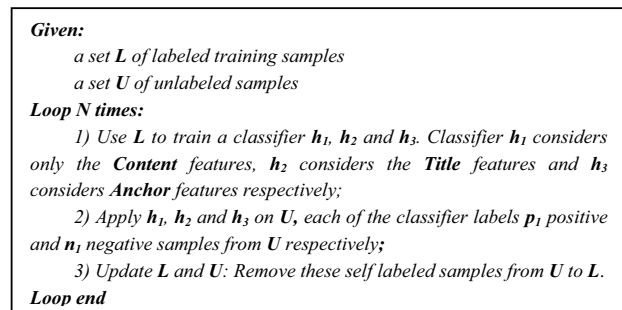 Given:
a set L of labeled training samples
a set U of unlabeled samples
Loop N times:
1) Use L to train a classifier h1, h2 and h3. Classifier h1 considers
only the Content features, h2 considers the Title features and h3
considers Anchor features respectively;
2) Apply h1, h2 and h3 on U, each of the classifier labels p1 positive
and n1 negative samples from U respectively;
3) Update L and U: Remove these self labeled samples from U to L.
Loop end